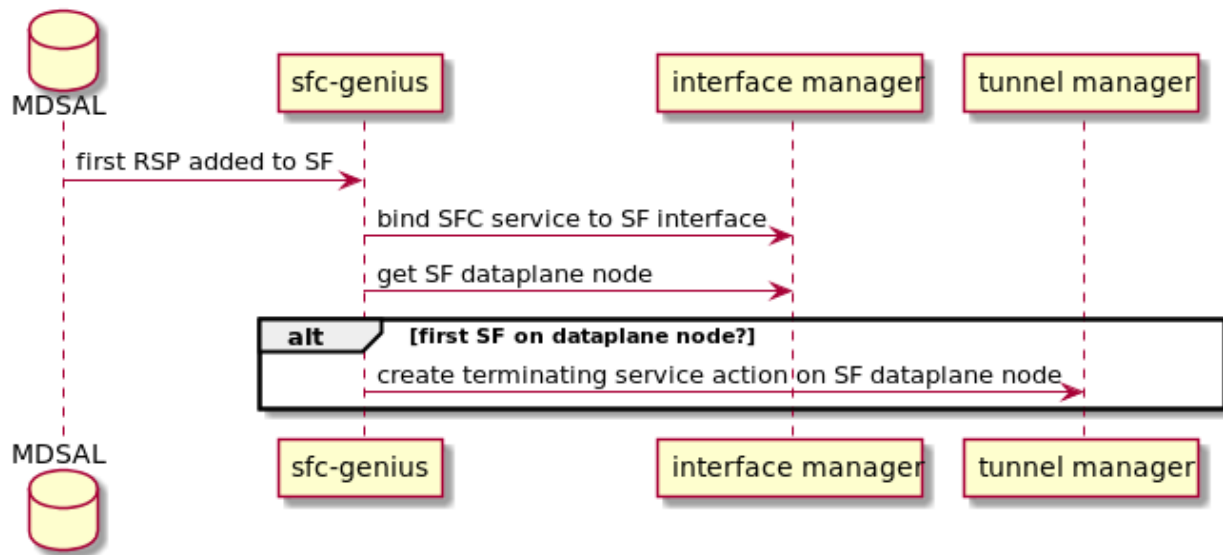 MDSAL
sfc-genius
interface manager
tunnel manager
first RSP added to SF
bind SFC service to SF interface
get SF dataplane node
alt
[first SF on dataplane node?]
create terminating service action on SF dataplane node
MDSAL
sfc-genius
interface manager
tunnel manager